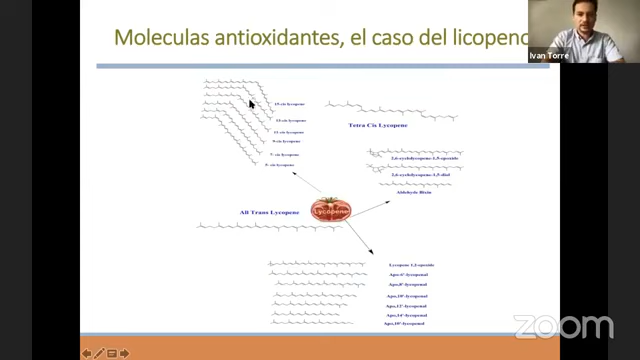 Moleculas antioxidantes, el caso del licopeno
Ivan Torre
15-cis lycopene
13-cis lycopene
11-cis lycopene
9-cis lycopene
7-cis lycopene
5-cis lycopene
Tetra Cis Lycopene
2,6-cyclolycopene-1,5-epoxide
2,6-cyclolycopene-1,5-diol
Aldehyde Bixin
Lycopene
All Trans Lycopene
Lycopene 1,2-epoxide
Apo,6'-lycopenal
Apo,8'-lycopenal
Apo,10'-lycopenal
Apo,12'-lycopenal
Apo,14'-lycopenal
zoom